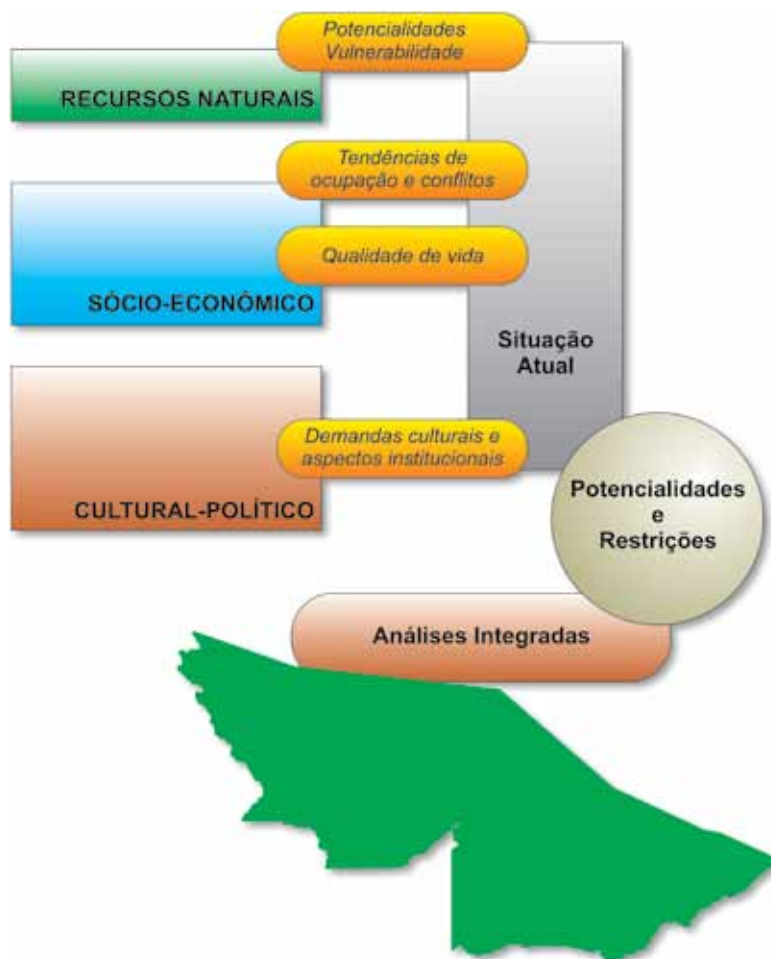 Potencialidades
Vulnerabilidade
RECURSOS NATURAIS
Tendências de
ocupação e conflitos
Qualidade de vida
SÓCIO-ECONÔMICO
Situação
Atual
Demandas culturais e
aspectos institucionais
CULTURAL-POLÍTICO
Potencialidades
e
Restrições
Análises Integradas